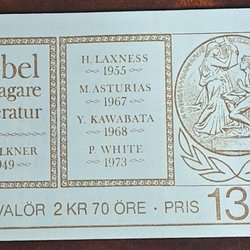 bel
agare
eratur
LKNER
949
H. LAXNESS
1955
M. ASTURIAS
1967
Y. KAWABATA
1968
P. WHITE
1973
VALÖR 2 KR 70 ÖRE · PRIS 13